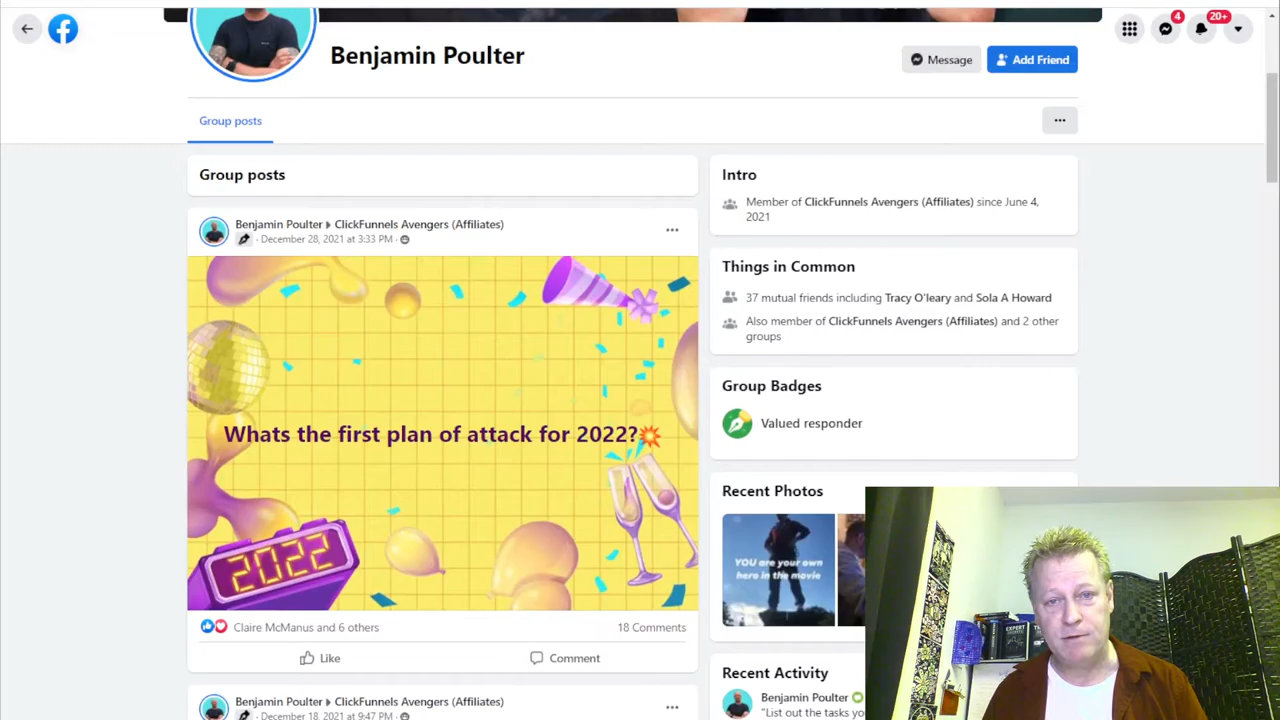 4
20+
Benjamin Poulter
Message
Add Friend
Group posts
Group posts
Benjamin Poulter ClickFunnels Avengers (Affiliates)
· December 28, 2021 at 3:33 PM ·
Whats the first plan of attack for 2022?
2022
Claire McManus and 6 others
18 Comments
Like
Comment
Benjamin Poulter ClickFunnels Avengers (Affiliates)
· December 18, 2021 at 9:47 PM ·
Intro
Member of ClickFunnels Avengers (Affiliates) since June 4,
2021
Things in Common
37 mutual friends including Tracy O'leary and Sola A Howard
Also member of ClickFunnels Avengers (Affiliates) and 2 other
groups
Group Badges
Valued responder
Recent Photos
YOU are your own
hero in the movie
Recent Activity
Benjamin Poulter
"List out the tasks yo
EXPERT